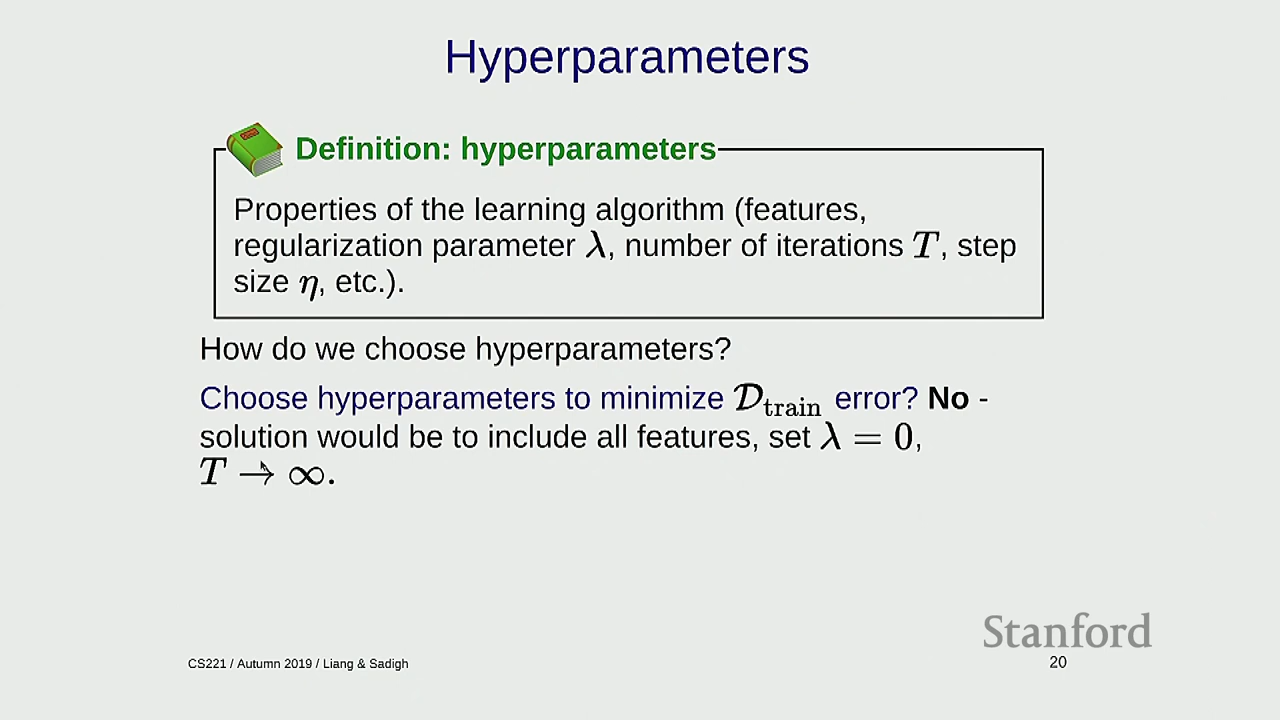 Hyperparameters
Definition: hyperparameters
Properties of the learning algorithm (features,
regularization parameter λ, number of iterations T, step
size η, etc.).
How do we choose hyperparameters?
Choose hyperparameters to minimize 𝒟train error? No -
solution would be to include all features, set λ = 0,
T → ∞.
Stanford
CS221 / Autumn 2019 / Liang & Sadigh
20